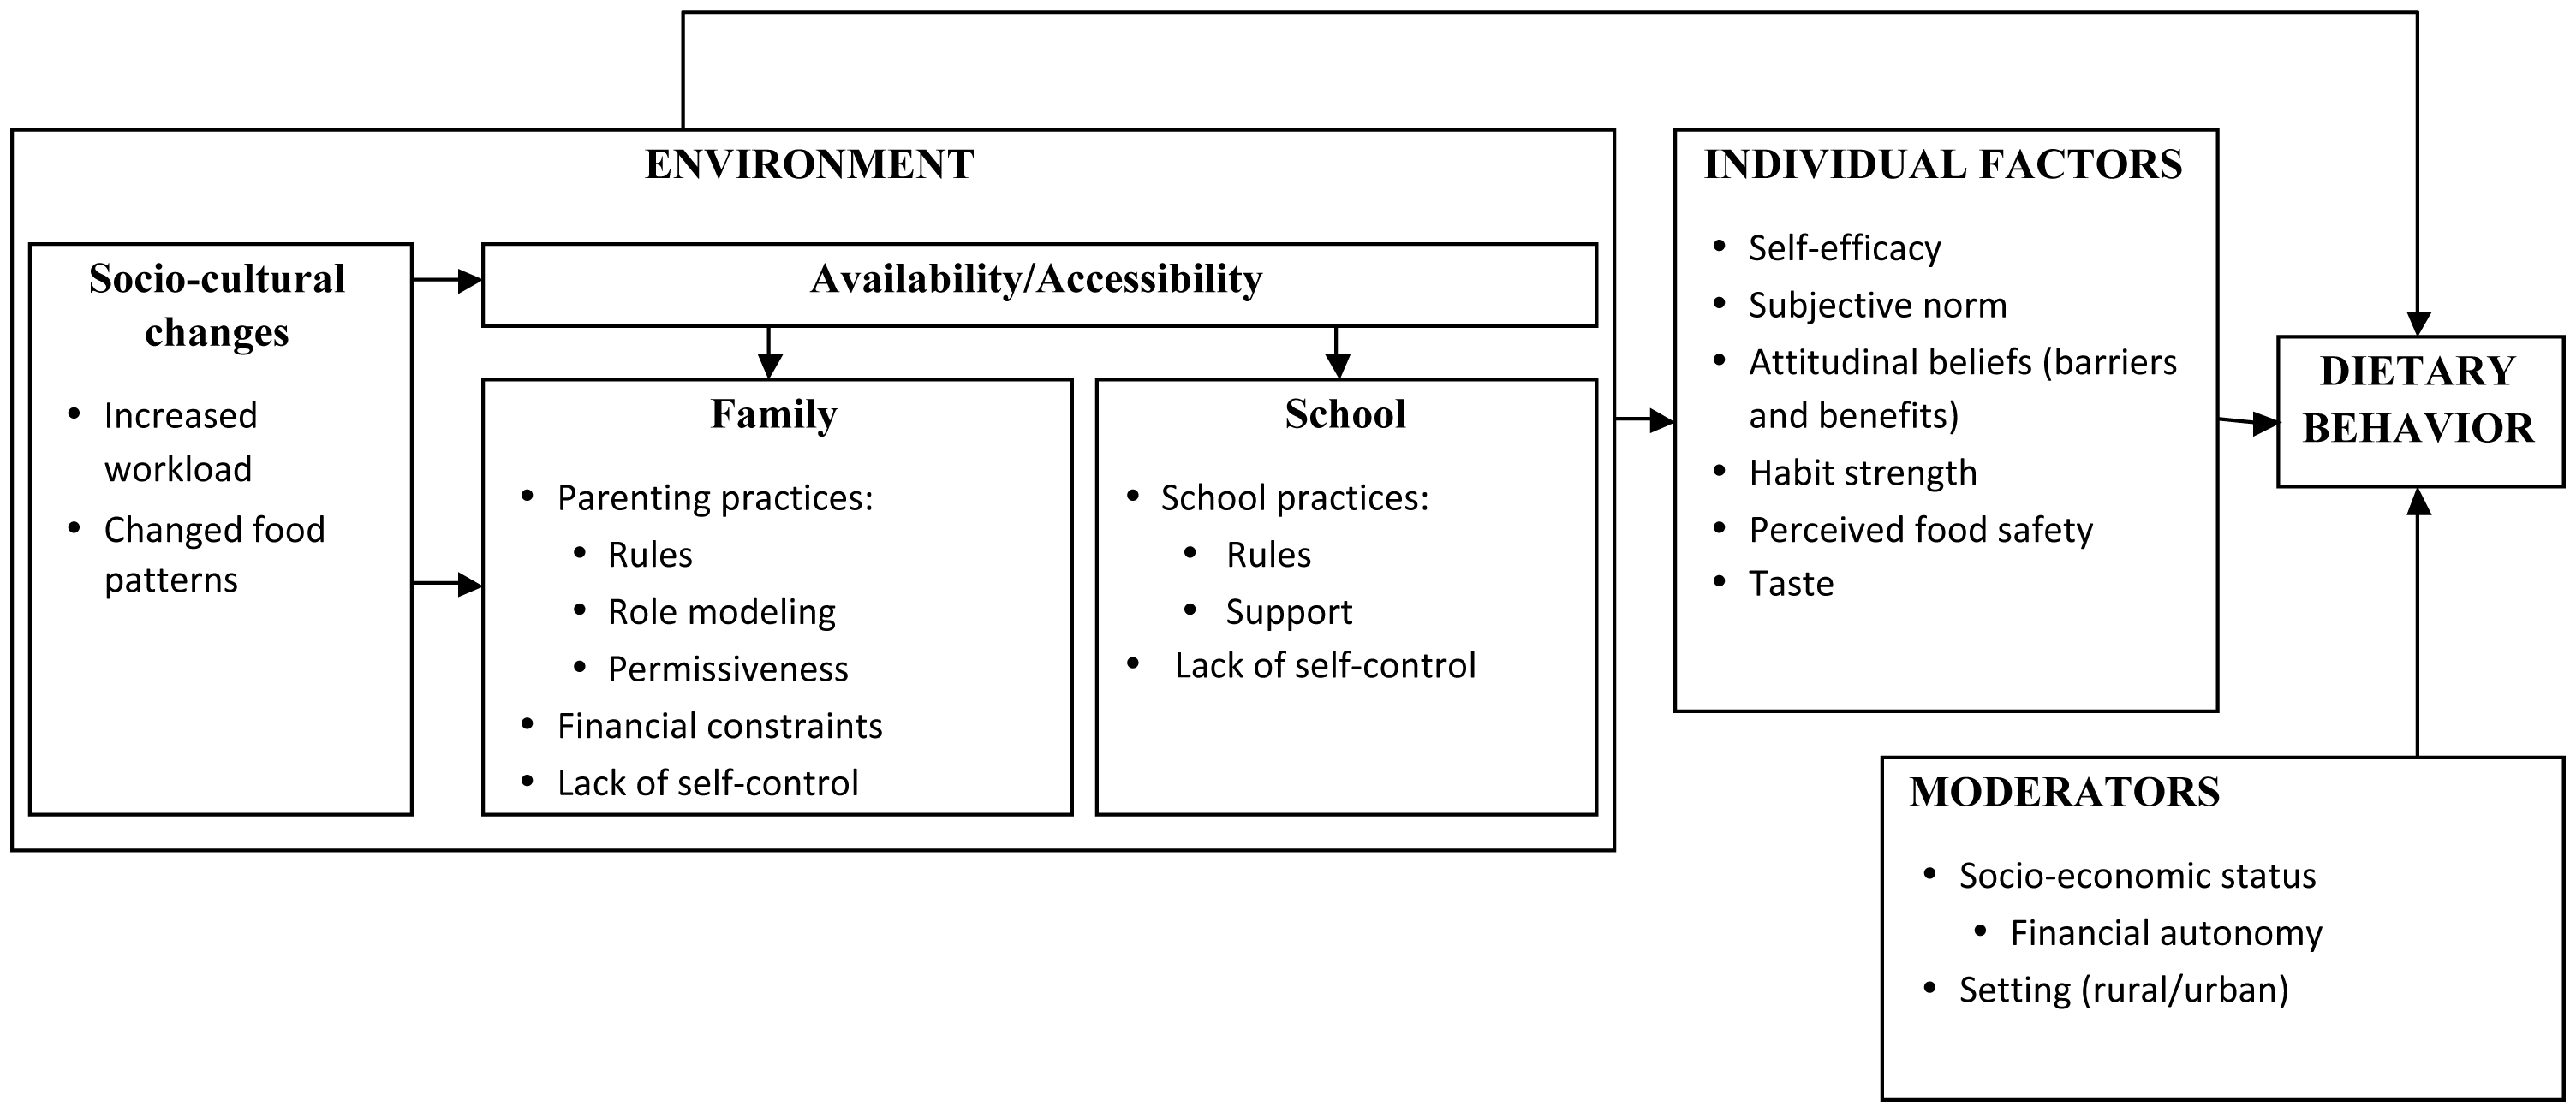 ENVIRONMENT
Socio-cultural
changes
• Increased
workload
• Changed food
patterns
Availability/Accessibility
Family
• Parenting practices:
• Rules
• Role modeling
• Permissiveness
• Financial constraints
• Lack of self-control
School
• School practices:
• Rules
• Support
• Lack of self-control
INDIVIDUAL FACTORS
• Self-efficacy
• Subjective norm
• Attitudinal beliefs (barriers
and benefits)
• Habit strength
• Perceived food safety
• Taste
DIETARY
BEHAVIOR
MODERATORS
• Socio-economic status
• Financial autonomy
• Setting (rural/urban)